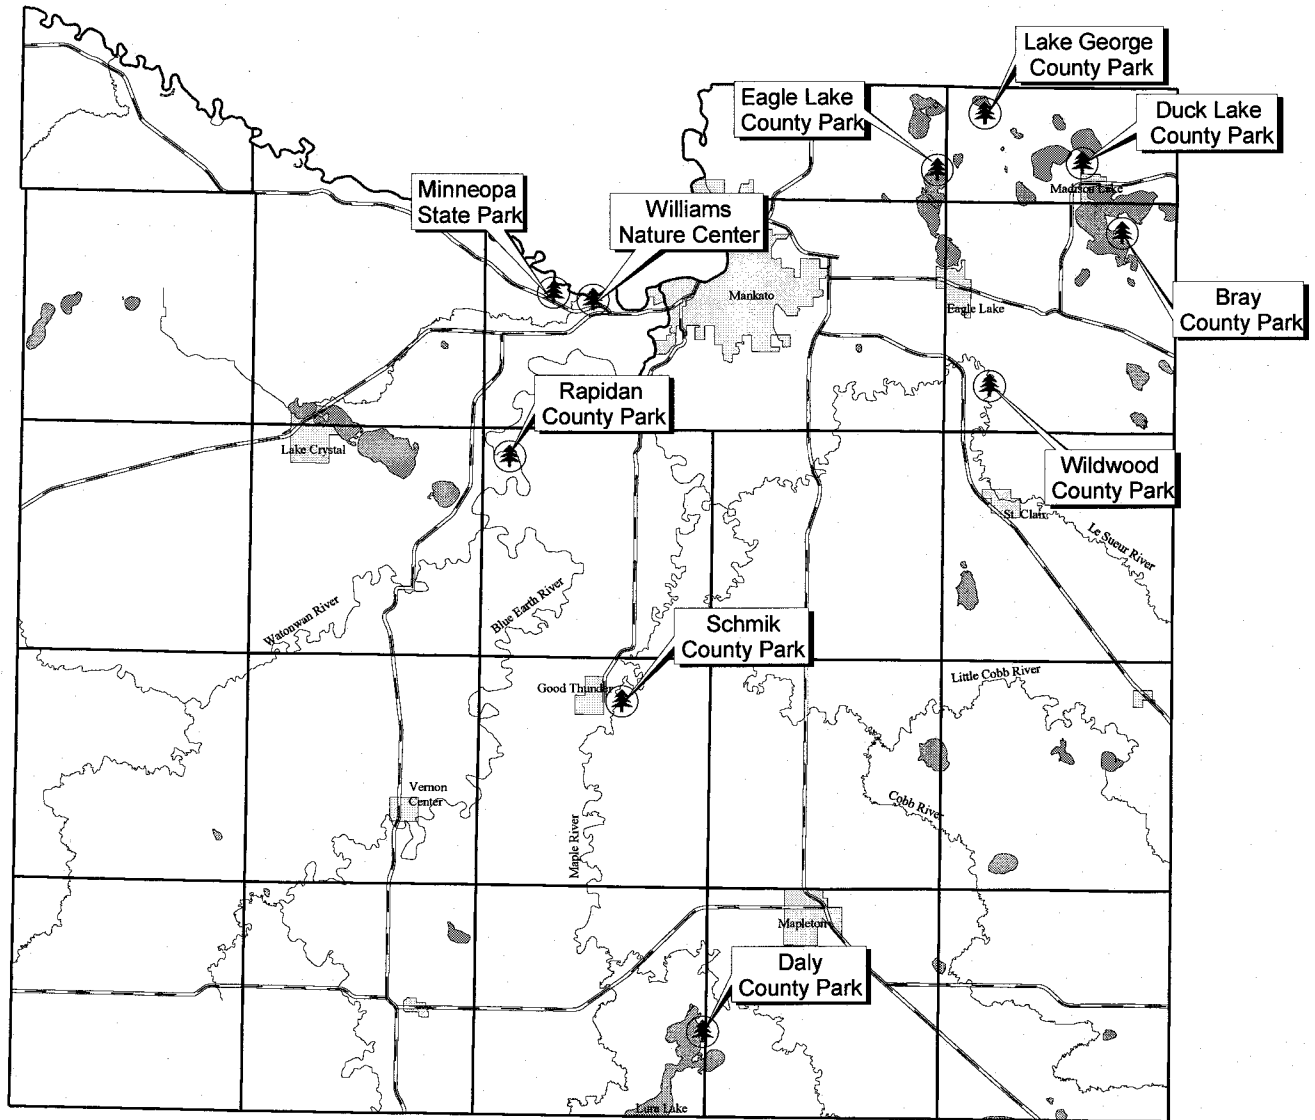 Lake George
County Park
Eagle Lake
County Park
Duck Lake
County Park
Madison Lake
Minneopa
State Park
Williams
Nature Center
Mankato
Eagle Lake
Bray
County Park
Rapidan
County Park
Lake Crystal
Wildwood
County Park
St. Clair
Le Sueur River
Watonwan River
Blue Earth River
Schmik
County Park
Good Thunder
Little Cobb River
Vernon
Center
Cobb River
Maple River
Mapleton
Daly
County Park
Lura Lake